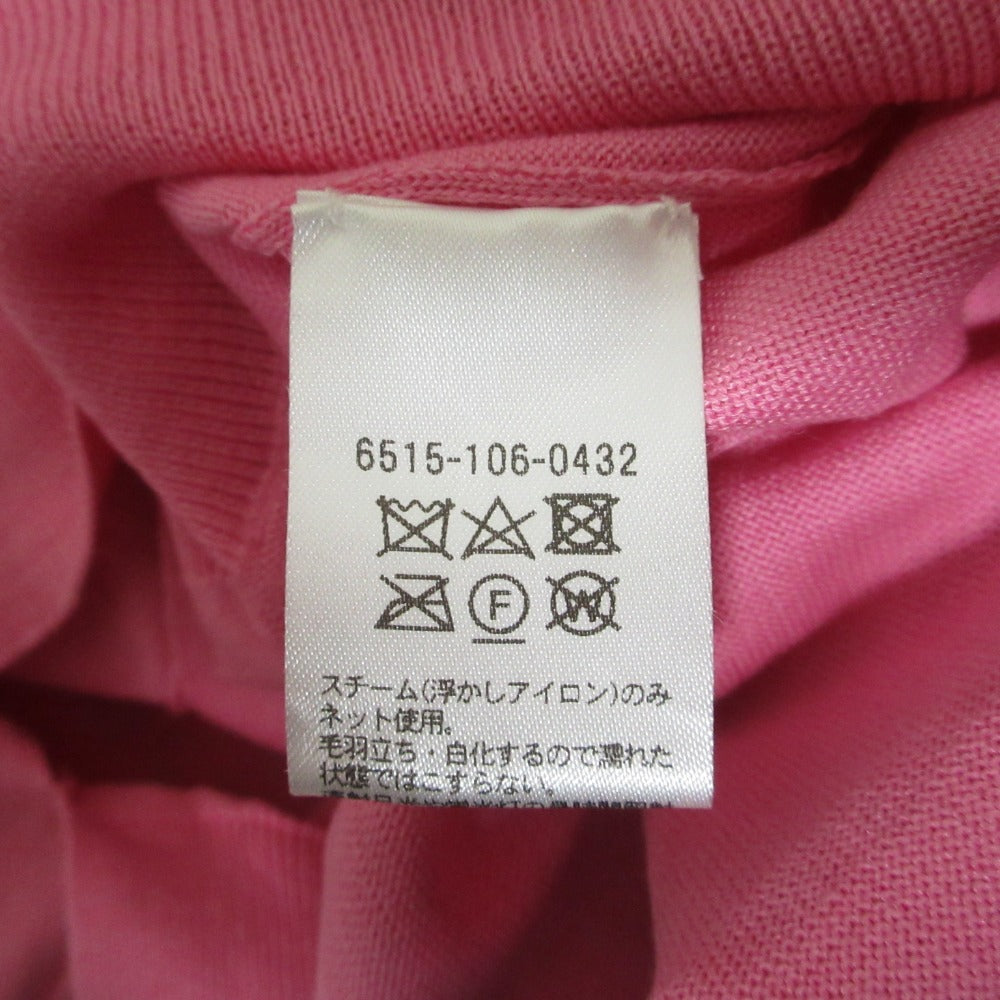 6515-106-0432
F
W
スチーム(浮かしアイロン)のみ
ネット使用。
毛羽立ち・白化するので濡れた
状態ではこすらない。